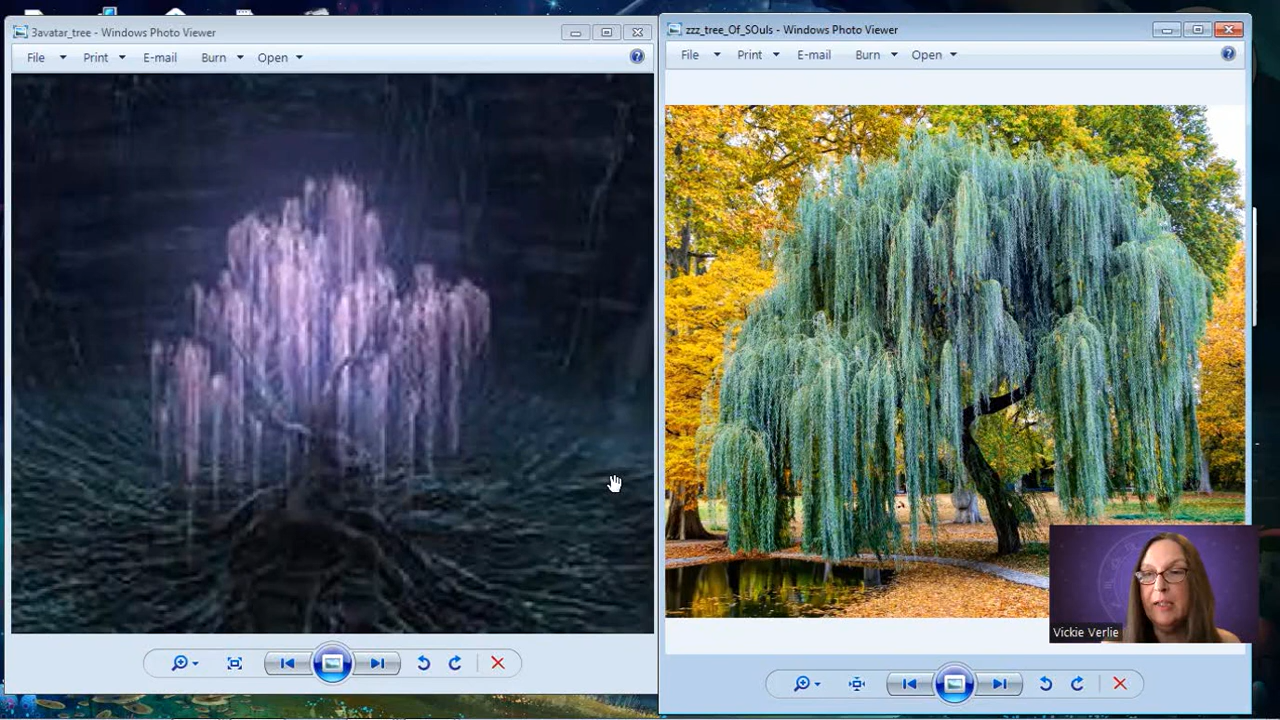 3avatar_tree - Windows Photo Viewer
File Print E-mail Burn Open
zzz_tree_Of_SOuls - Windows Photo Viewer
File Print E-mail Burn Open
Vickie Verlie